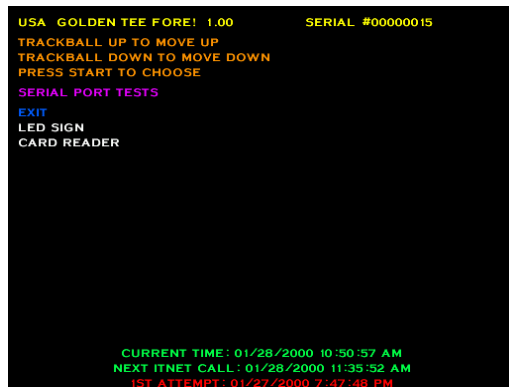 USA GOLDEN TEE FORE! 1.00 SERIAL #00000015
TRACKBALL UP TO MOVE UP
TRACKBALL DOWN TO MOVE DOWN
PRESS START TO CHOOSE
SERIAL PORT TESTS
EXIT
LED SIGN
CARD READER
CURRENT TIME: 01/28/2000 10:50:57 AM
NEXT ITNET CALL: 01/28/2000 11:35:52 AM
1ST ATTEMPT: 01/27/2000 7:47:48 PM